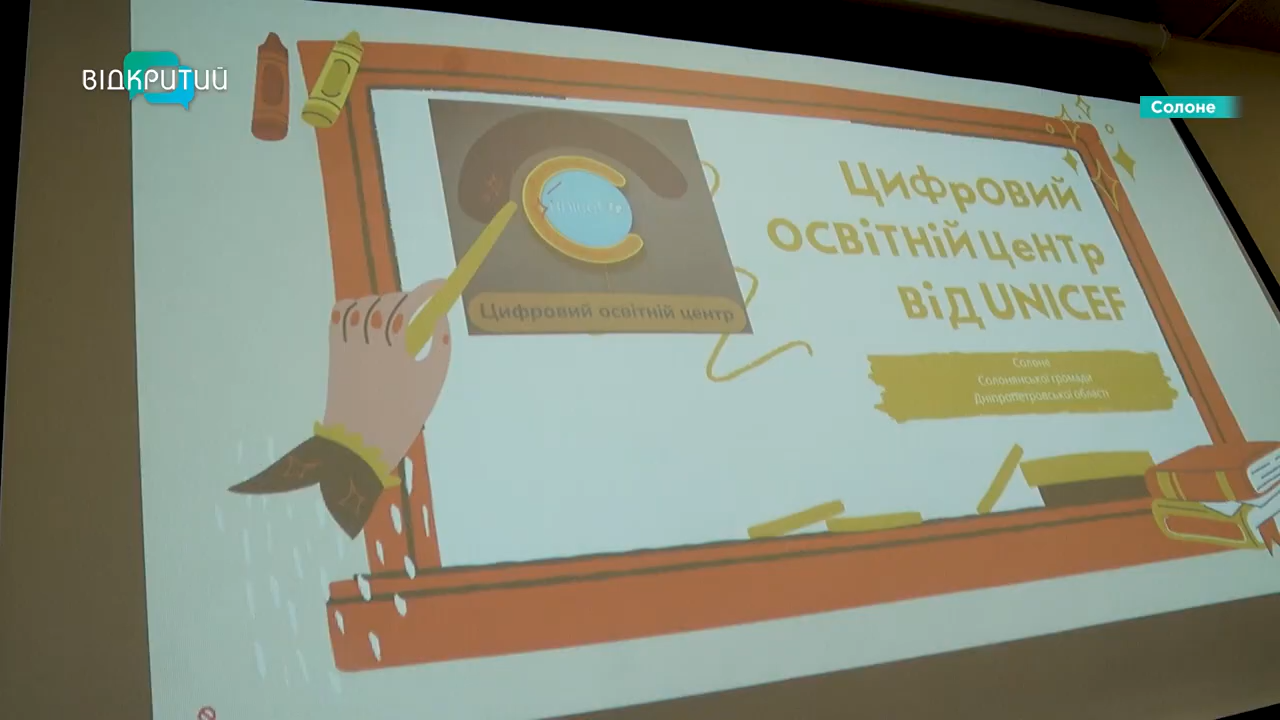 ВІДКРИТИЙ
Солоне
Цифровий
освітній центр
від UNICEF
Цифровий освітній центр
Солоне
Солонянської громади
Дніпропетровської області